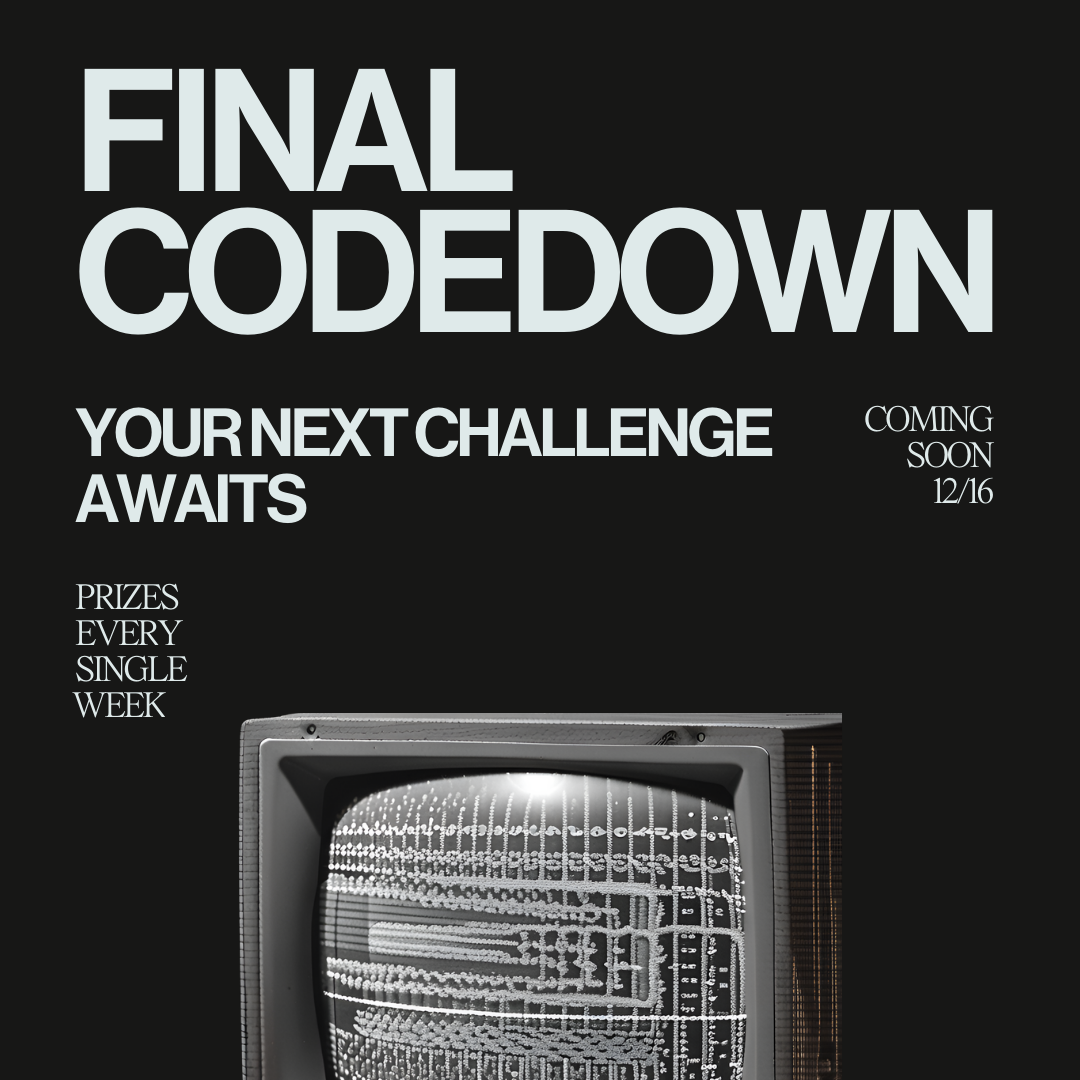 FINAL
CODEDOWN
YOUR NEXT CHALLENGE
AWAITS
COMING
SOON
12/16
PRIZES
EVERY
SINGLE
WEEK